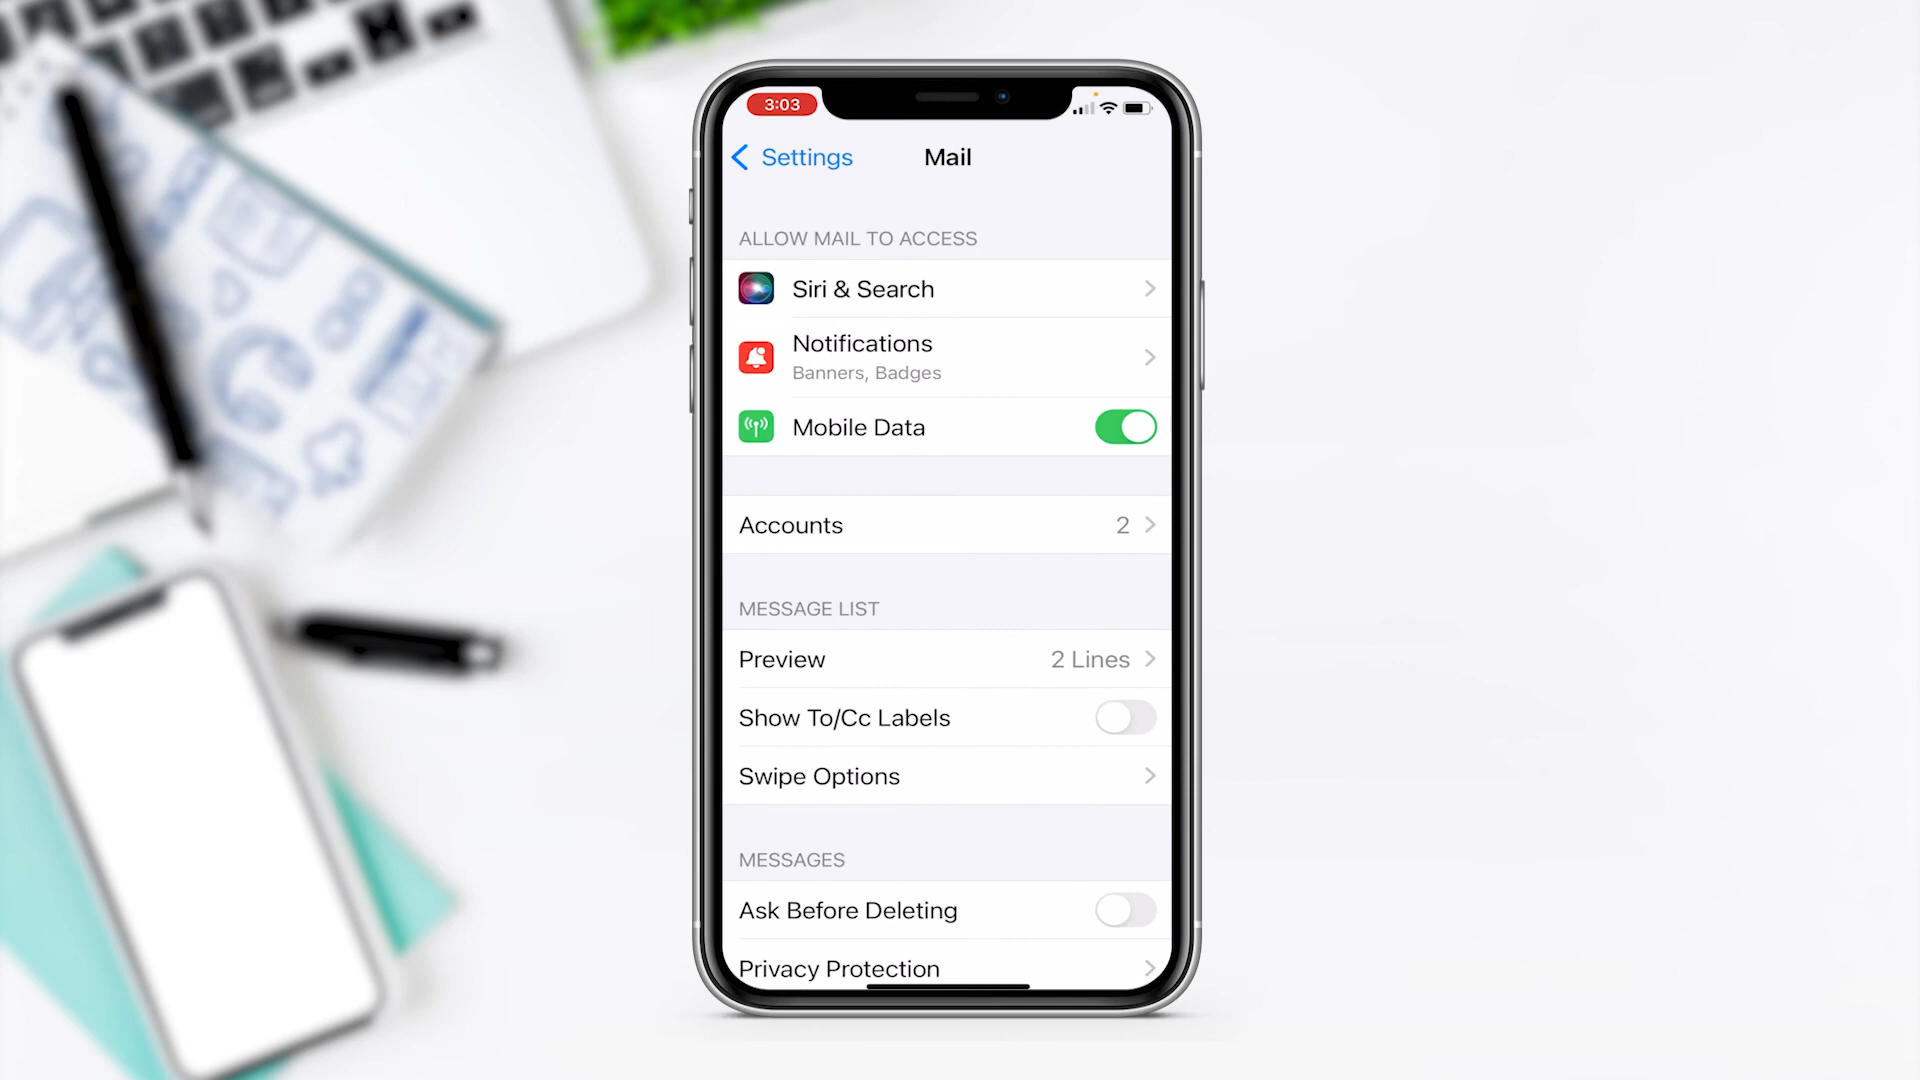 3:03
Settings
Mail
ALLOW MAIL TO ACCESS
Siri & Search
Notifications
Banners, Badges
Mobile Data
Accounts
2
MESSAGE LIST
Preview
2 Lines
Show To/Cc Labels
Swipe Options
MESSAGES
Ask Before Deleting
Privacy Protection